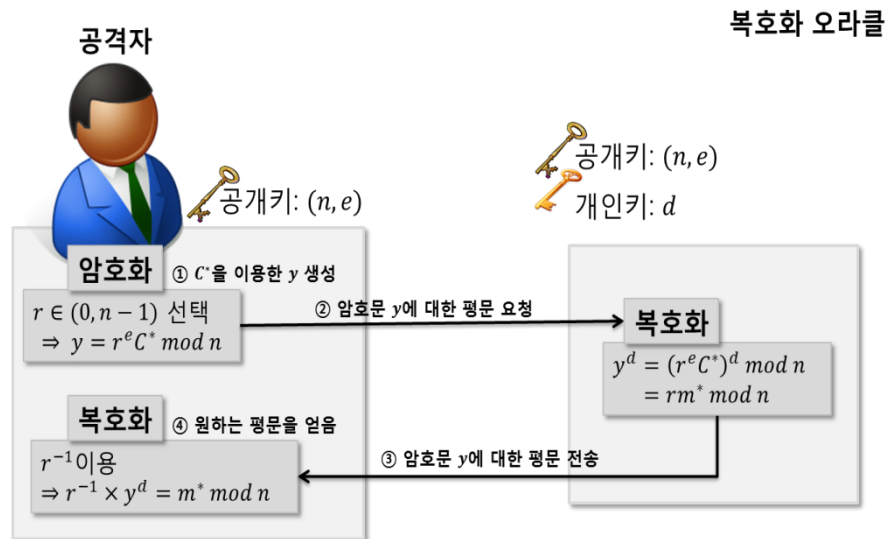 복호화 오라클
공격자
공개키: (n, e)
공개키: (n, e)
개인키: d
암호화
① C*을 이용한 y 생성
r ∈ (0, n − 1) 선택
⇒ y = rᵉC* mod n
② 암호문 y에 대한 평문 요청
복호화
yᵈ = (rᵉC*)ᵈ mod n
= rm* mod n
③ 암호문 y에 대한 평문 전송
복호화
④ 원하는 평문을 얻음
r⁻¹이용
⇒ r⁻¹ × yᵈ = m* mod n